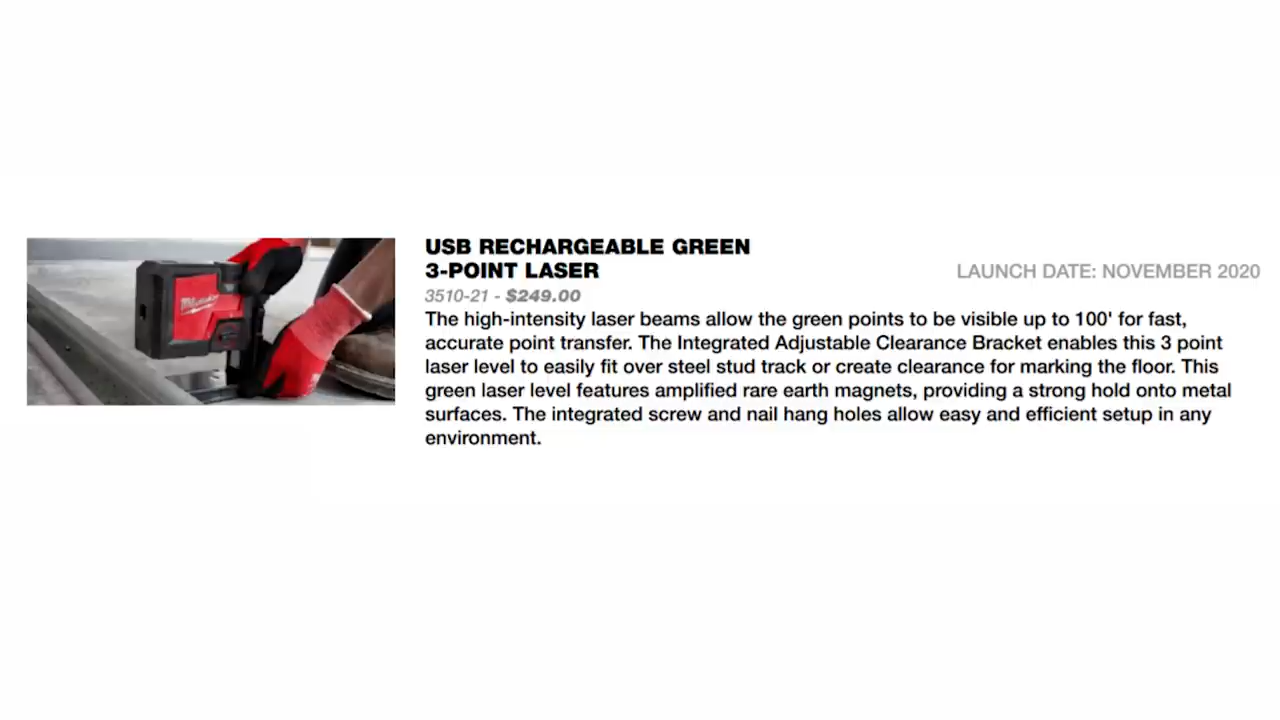 Milwaukee
USB RECHARGEABLE GREEN
3-POINT LASER
LAUNCH DATE: NOVEMBER 2020
3510-21 - $249.00
The high-intensity laser beams allow the green points to be visible up to 100' for fast,
accurate point transfer. The Integrated Adjustable Clearance Bracket enables this 3 point
laser level to easily fit over steel stud track or create clearance for marking the floor. This
green laser level features amplified rare earth magnets, providing a strong hold onto metal
surfaces. The integrated screw and nail hang holes allow easy and efficient setup in any
environment.